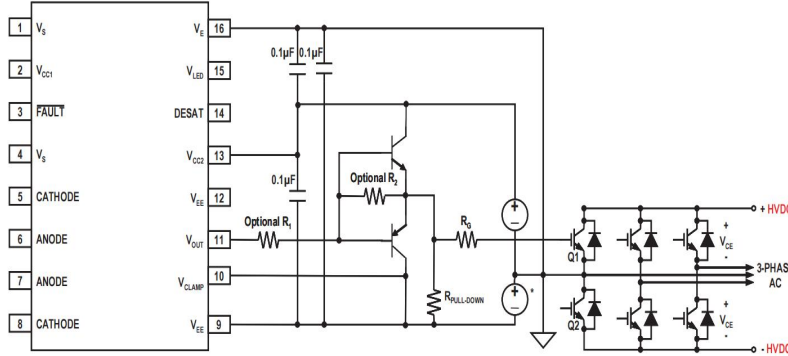 1 VS
2 VCC1
3 FAULT
4 VS
5 CATHODE
6 ANODE
7 ANODE
8 CATHODE
VE 16
VLED 15
DESAT 14
VCC2 13
VEE 12
VOUT 11
VCLAMP 10
VEE 9
0.1µF 0.1µF
0.1µF
Optional R1
Optional R2
RG
RPULL-DOWN
+
-
+
-
*
Q1
Q2
+ HVDC
+
VCE
-
3-PHASE
AC
+
VCE
-
- HVDC